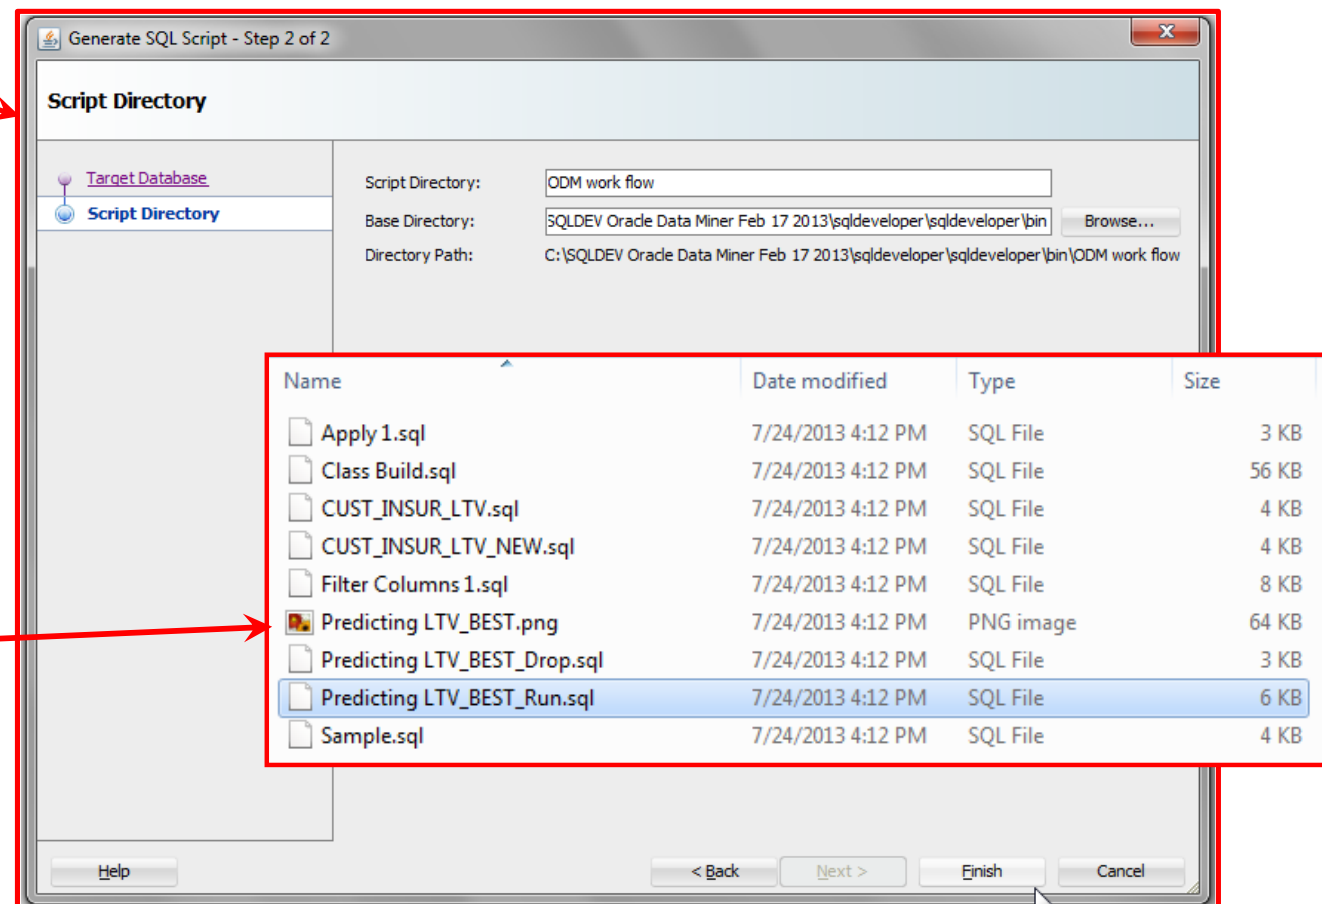 Generate SQL Script - Step 2 of 2
Script Directory
Target Database
Script Directory
Script Directory: ODM work flow
Base Directory: SQLDEV Oracle Data Miner Feb 17 2013\sqldeveloper\sqldeveloper\bin Browse...
Directory Path: C:\SQLDEV Oracle Data Miner Feb 17 2013\sqldeveloper\sqldeveloper\bin\ODM work flow
Name Date modified Type Size
Apply 1.sql 7/24/2013 4:12 PM SQL File 3 KB
Class Build.sql 7/24/2013 4:12 PM SQL File 56 KB
CUST_INSUR_LTV.sql 7/24/2013 4:12 PM SQL File 4 KB
CUST_INSUR_LTV_NEW.sql 7/24/2013 4:12 PM SQL File 4 KB
Filter Columns 1.sql 7/24/2013 4:12 PM SQL File 8 KB
Predicting LTV_BEST.png 7/24/2013 4:12 PM PNG image 64 KB
Predicting LTV_BEST_Drop.sql 7/24/2013 4:12 PM SQL File 3 KB
Predicting LTV_BEST_Run.sql 7/24/2013 4:12 PM SQL File 6 KB
Sample.sql 7/24/2013 4:12 PM SQL File 4 KB
Help < Back Next > Finish Cancel